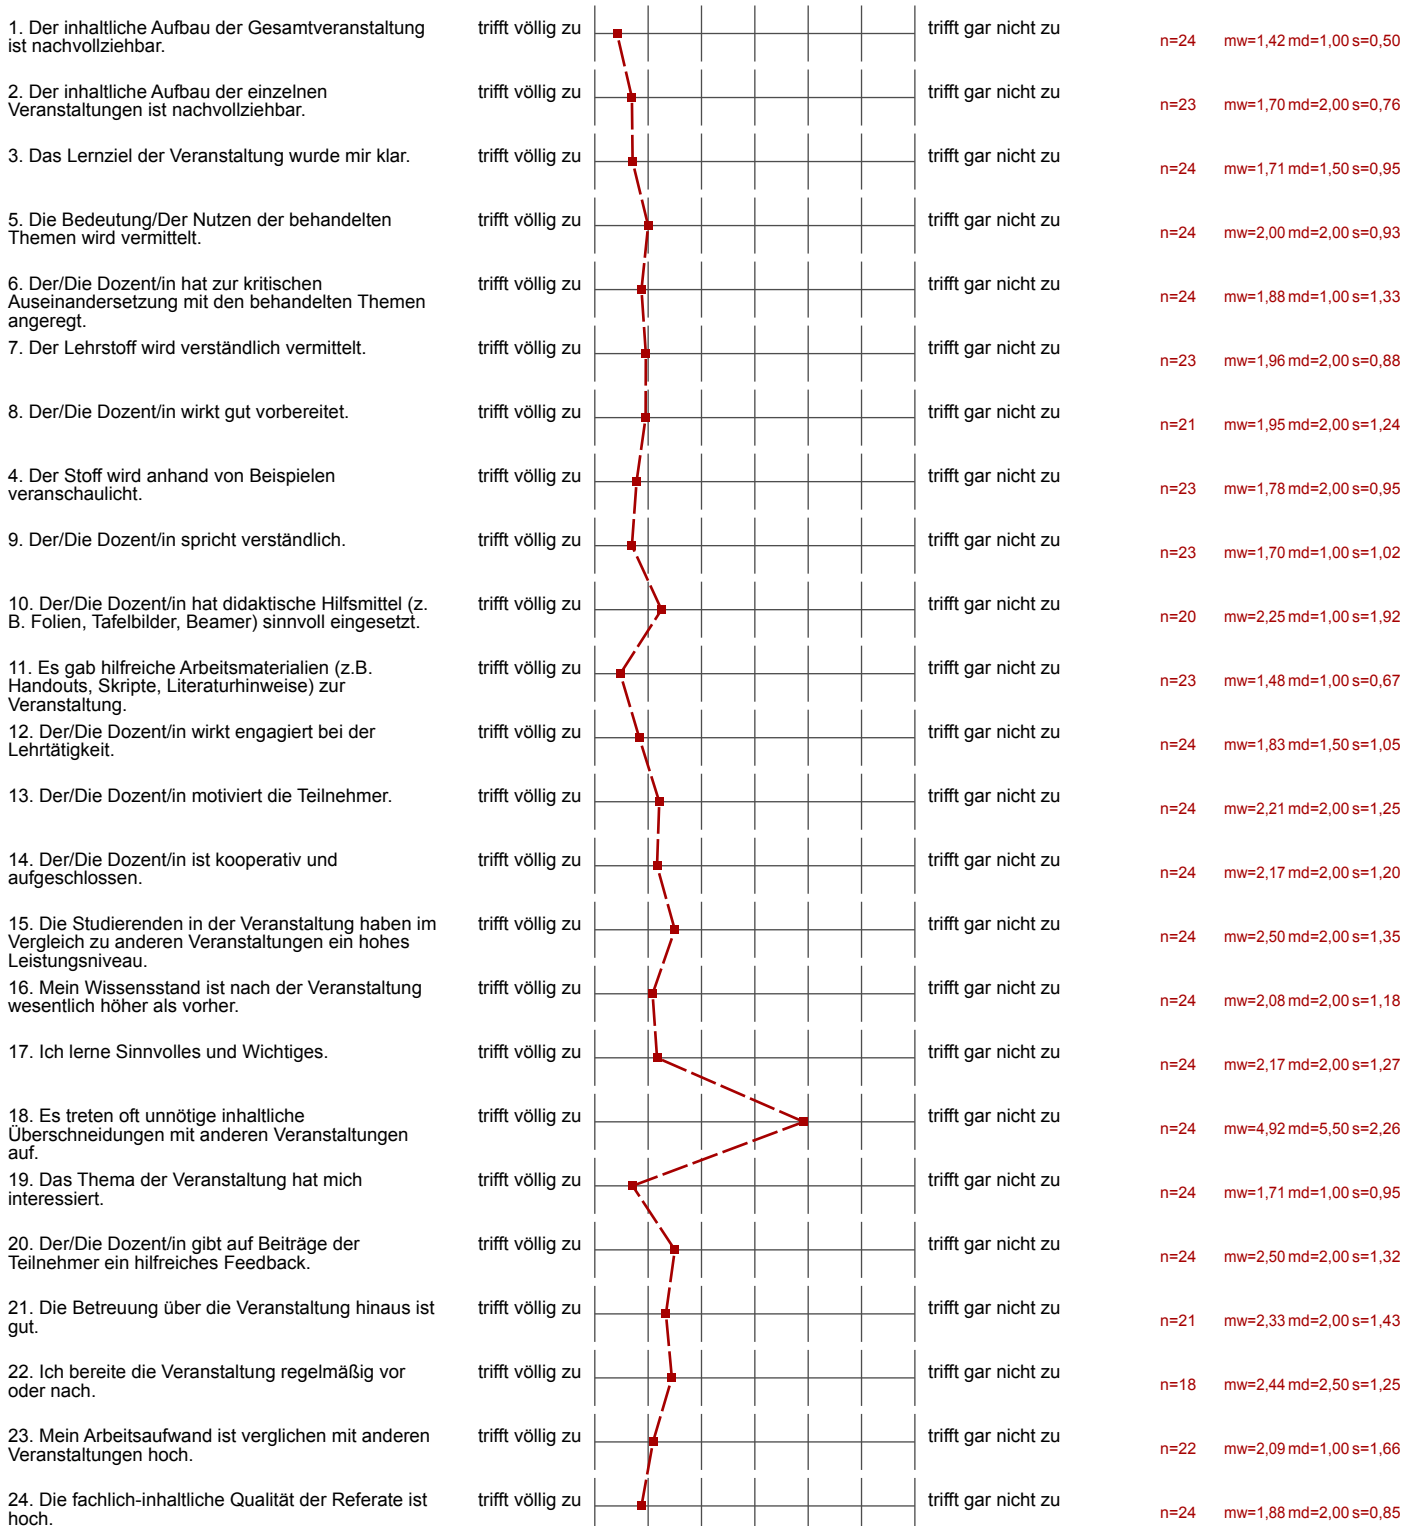 1. Der inhaltliche Aufbau der Gesamtveranstaltung
ist nachvollziehbar.
trifft völlig zu
trifft gar nicht zu
n=24 mw=1,42 md=1,00 s=0,50
2. Der inhaltliche Aufbau der einzelnen
Veranstaltungen ist nachvollziehbar.
trifft völlig zu
trifft gar nicht zu
n=23 mw=1,70 md=2,00 s=0,76
3. Das Lernziel der Veranstaltung wurde mir klar.
trifft völlig zu
trifft gar nicht zu
n=24 mw=1,71 md=1,50 s=0,95
5. Die Bedeutung/Der Nutzen der behandelten
Themen wird vermittelt.
trifft völlig zu
trifft gar nicht zu
n=24 mw=2,00 md=2,00 s=0,93
6. Der/Die Dozent/in hat zur kritischen
Auseinandersetzung mit den behandelten Themen
angeregt.
trifft völlig zu
trifft gar nicht zu
n=24 mw=1,88 md=1,00 s=1,33
7. Der Lehrstoff wird verständlich vermittelt.
trifft völlig zu
trifft gar nicht zu
n=23 mw=1,96 md=2,00 s=0,88
8. Der/Die Dozent/in wirkt gut vorbereitet.
trifft völlig zu
trifft gar nicht zu
n=21 mw=1,95 md=2,00 s=1,24
4. Der Stoff wird anhand von Beispielen
veranschaulicht.
trifft völlig zu
trifft gar nicht zu
n=23 mw=1,78 md=2,00 s=0,95
9. Der/Die Dozent/in spricht verständlich.
trifft völlig zu
trifft gar nicht zu
n=23 mw=1,70 md=1,00 s=1,02
10. Der/Die Dozent/in hat didaktische Hilfsmittel (z.
B. Folien, Tafelbilder, Beamer) sinnvoll eingesetzt.
trifft völlig zu
trifft gar nicht zu
n=20 mw=2,25 md=1,00 s=1,92
11. Es gab hilfreiche Arbeitsmaterialien (z.B.
Handouts, Skripte, Literaturhinweise) zur
Veranstaltung.
trifft völlig zu
trifft gar nicht zu
n=23 mw=1,48 md=1,00 s=0,67
12. Der/Die Dozent/in wirkt engagiert bei der
Lehrtätigkeit.
trifft völlig zu
trifft gar nicht zu
n=24 mw=1,83 md=1,50 s=1,05
13. Der/Die Dozent/in motiviert die Teilnehmer.
trifft völlig zu
trifft gar nicht zu
n=24 mw=2,21 md=2,00 s=1,25
14. Der/Die Dozent/in ist kooperativ und
aufgeschlossen.
trifft völlig zu
trifft gar nicht zu
n=24 mw=2,17 md=2,00 s=1,20
15. Die Studierenden in der Veranstaltung haben im
Vergleich zu anderen Veranstaltungen ein hohes
Leistungsniveau.
trifft völlig zu
trifft gar nicht zu
n=24 mw=2,50 md=2,00 s=1,35
16. Mein Wissensstand ist nach der Veranstaltung
wesentlich höher als vorher.
trifft völlig zu
trifft gar nicht zu
n=24 mw=2,08 md=2,00 s=1,18
17. Ich lerne Sinnvolles und Wichtiges.
trifft völlig zu
trifft gar nicht zu
n=24 mw=2,17 md=2,00 s=1,27
18. Es treten oft unnötige inhaltliche
Überschneidungen mit anderen Veranstaltungen
auf.
trifft völlig zu
trifft gar nicht zu
n=24 mw=4,92 md=5,50 s=2,26
19. Das Thema der Veranstaltung hat mich
interessiert.
trifft völlig zu
trifft gar nicht zu
n=24 mw=1,71 md=1,00 s=0,95
20. Der/Die Dozent/in gibt auf Beiträge der
Teilnehmer ein hilfreiches Feedback.
trifft völlig zu
trifft gar nicht zu
n=24 mw=2,50 md=2,00 s=1,32
21. Die Betreuung über die Veranstaltung hinaus ist
gut.
trifft völlig zu
trifft gar nicht zu
n=21 mw=2,33 md=2,00 s=1,43
22. Ich bereite die Veranstaltung regelmäßig vor
oder nach.
trifft völlig zu
trifft gar nicht zu
n=18 mw=2,44 md=2,50 s=1,25
23. Mein Arbeitsaufwand ist verglichen mit anderen
Veranstaltungen hoch.
trifft völlig zu
trifft gar nicht zu
n=22 mw=2,09 md=1,00 s=1,66
24. Die fachlich-inhaltliche Qualität der Referate ist
hoch.
trifft völlig zu
trifft gar nicht zu
n=24 mw=1,88 md=2,00 s=0,85